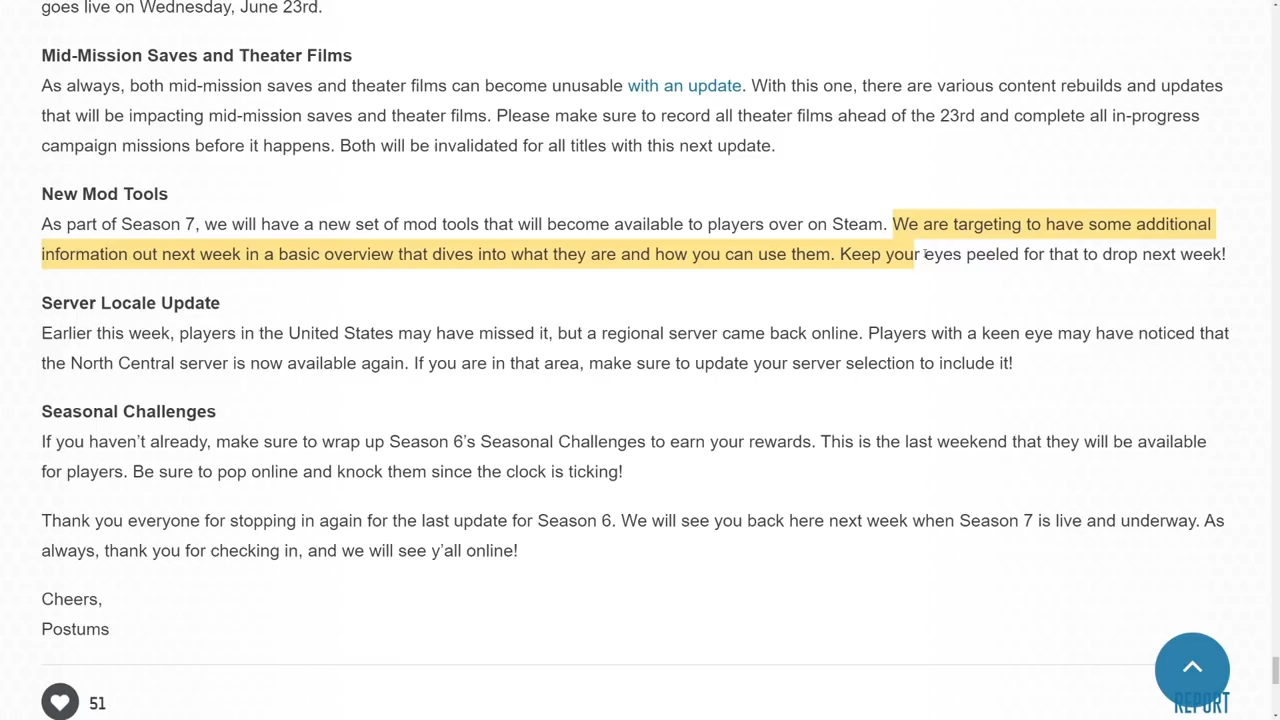 goes live on Wednesday, June 23rd.
Mid-Mission Saves and Theater Films
As always, both mid-mission saves and theater films can become unusable with an update. With this one, there are various content rebuilds and updates
that will be impacting mid-mission saves and theater films. Please make sure to record all theater films ahead of the 23rd and complete all in-progress
campaign missions before it happens. Both will be invalidated for all titles with this next update.
New Mod Tools
As part of Season 7, we will have a new set of mod tools that will become available to players over on Steam. We are targeting to have some additional
information out next week in a basic overview that dives into what they are and how you can use them. Keep your eyes peeled for that to drop next week!
Server Locale Update
Earlier this week, players in the United States may have missed it, but a regional server came back online. Players with a keen eye may have noticed that
the North Central server is now available again. If you are in that area, make sure to update your server selection to include it!
Seasonal Challenges
If you haven’t already, make sure to wrap up Season 6’s Seasonal Challenges to earn your rewards. This is the last weekend that they will be available
for players. Be sure to pop online and knock them since the clock is ticking!
Thank you everyone for stopping in again for the last update for Season 6. We will see you back here next week when Season 7 is live and underway. As
always, thank you for checking in, and we will see y’all online!
Cheers,
Postums
51
REPORT